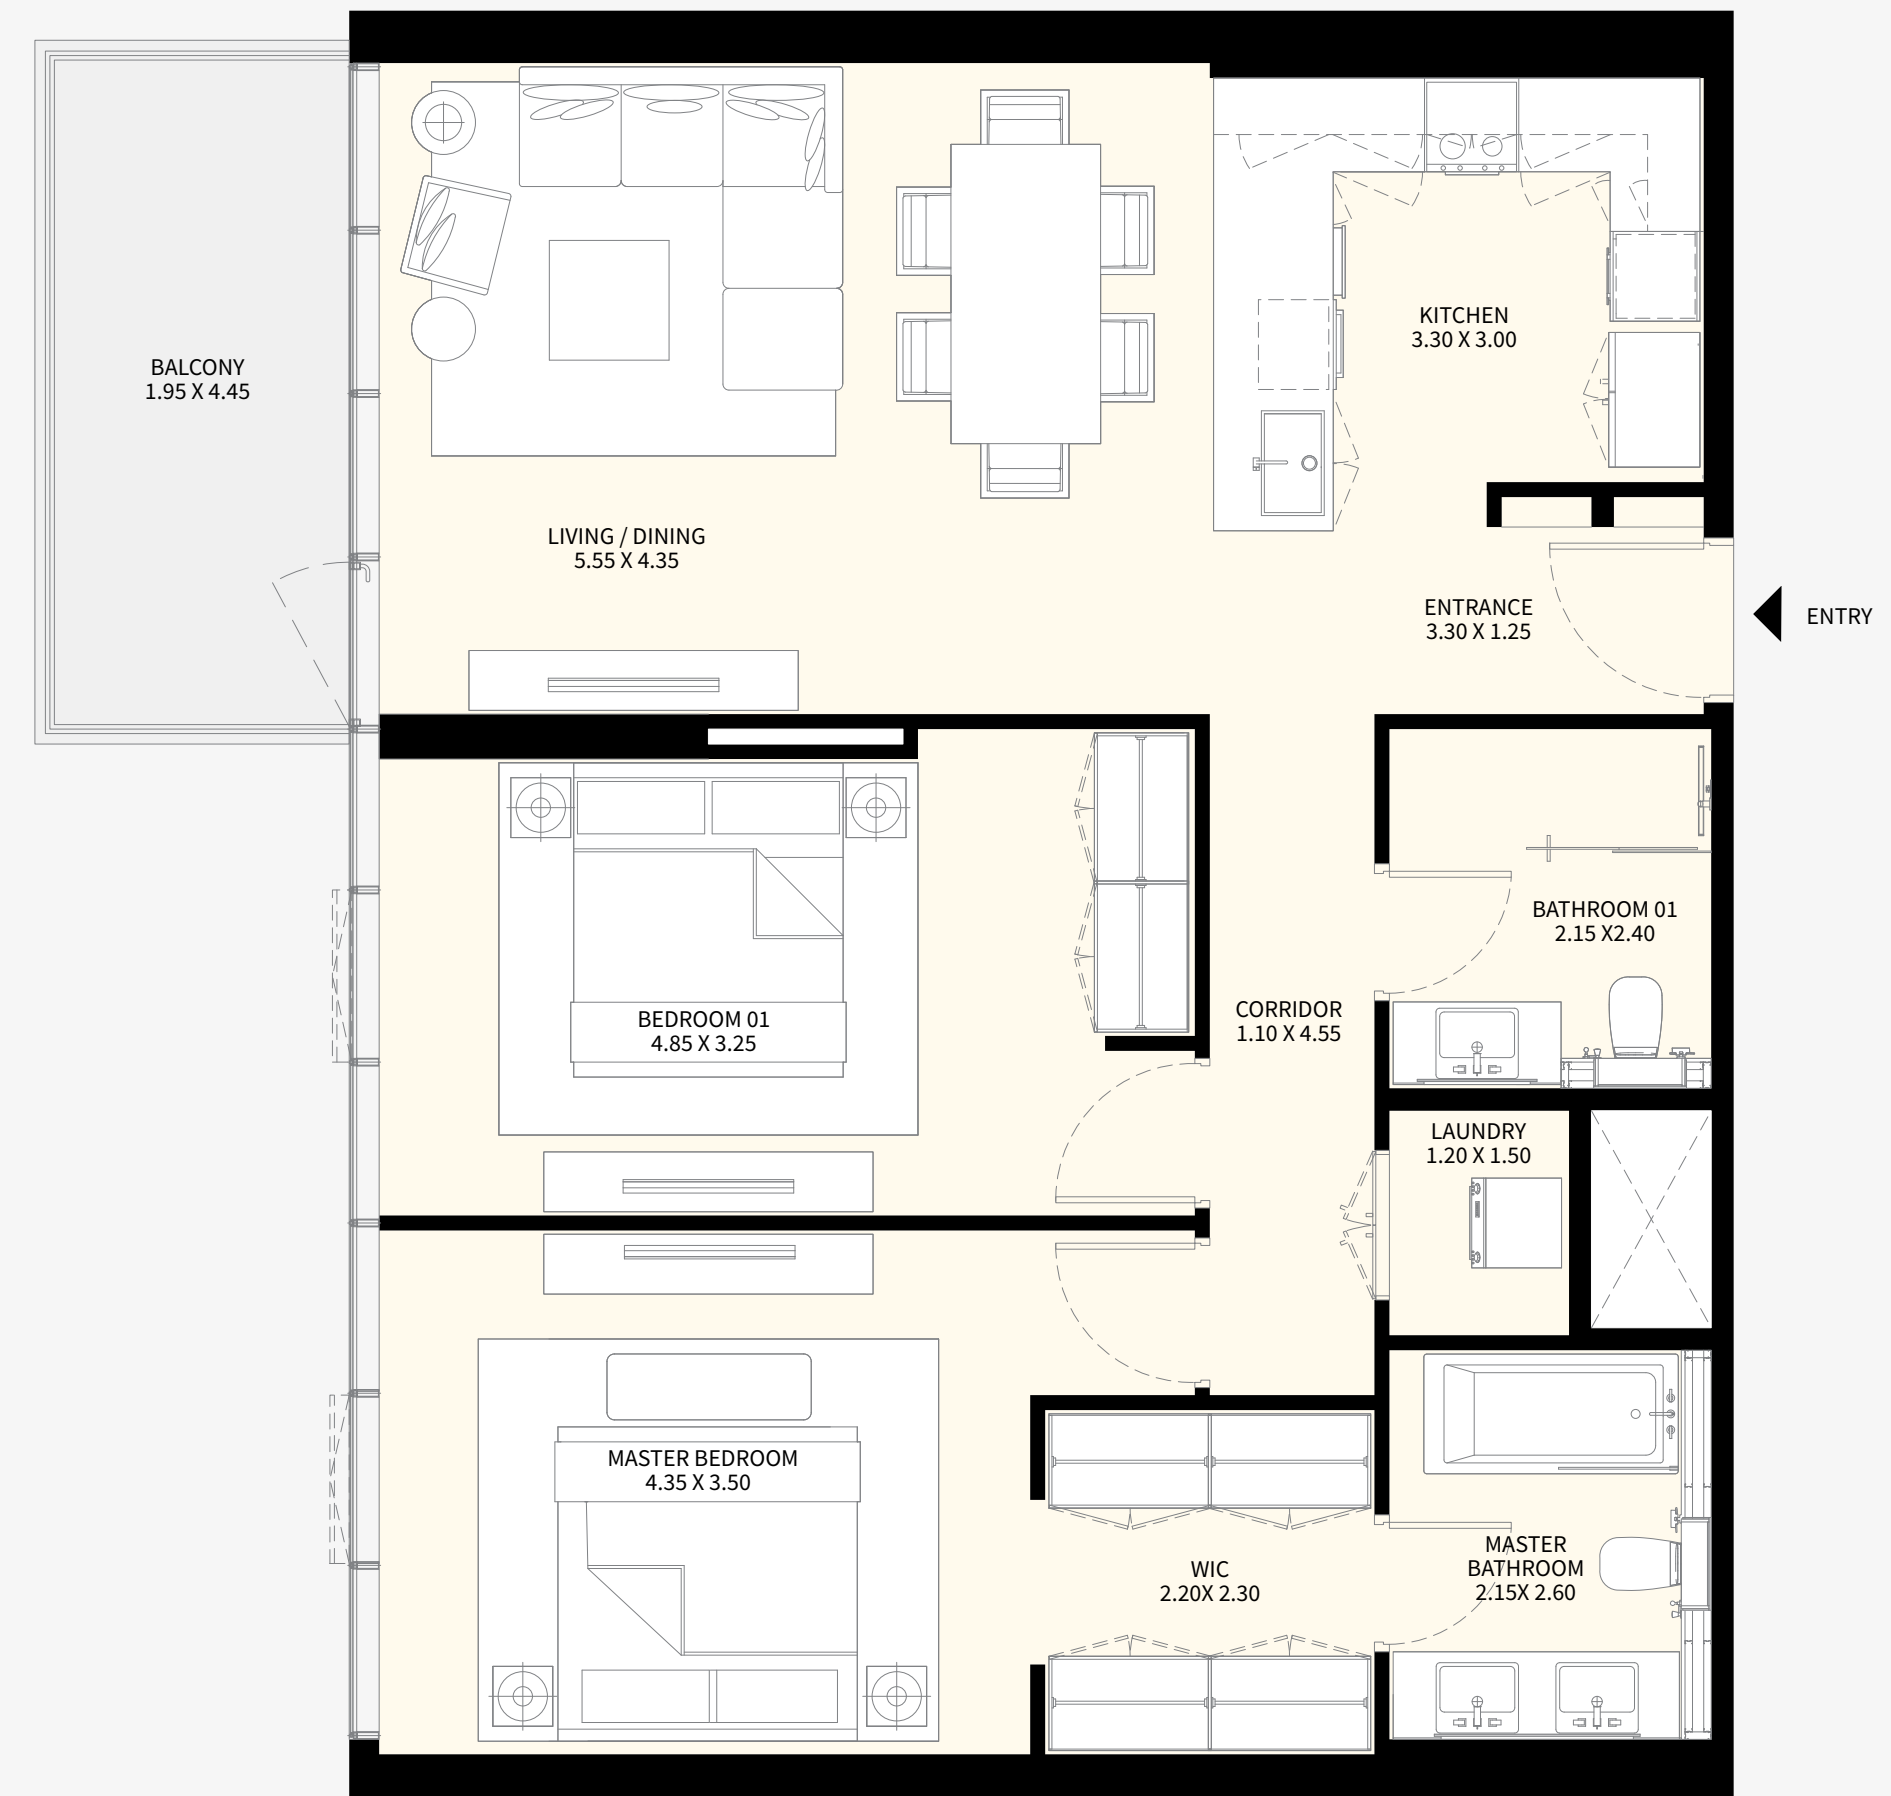 BALCONY
1.95 X 4.45
LIVING / DINING
5.55 X 4.35
KITCHEN
3.30 X 3.00
ENTRANCE
3.30 X 1.25
ENTRY
BEDROOM 01
4.85 X 3.25
CORRIDOR
1.10 X 4.55
BATHROOM 01
2.15 X2.40
LAUNDRY
1.20 X 1.50
MASTER BEDROOM
4.35 X 3.50
WIC
2.20X 2.30
MASTER
BATHROOM
2.15X 2.60